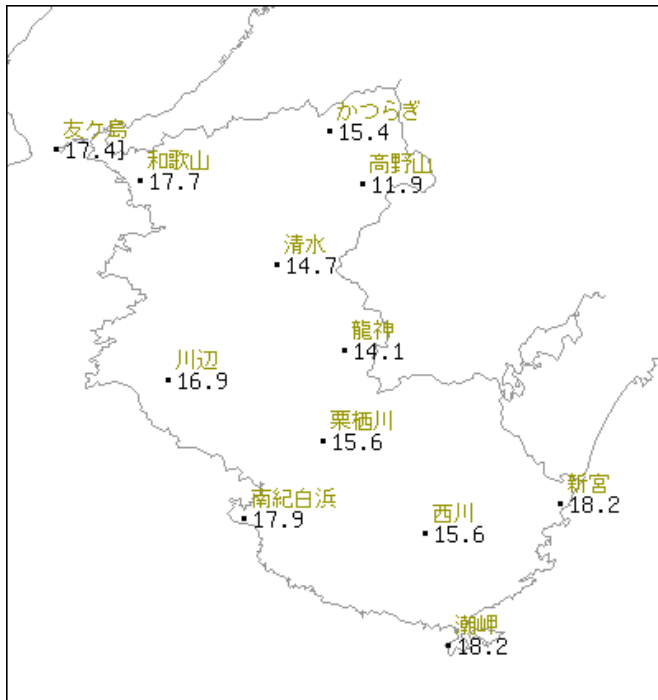 かつらぎ
15.4
友ケ島
17.4]
和歌山
17.7
高野山
11.9
清水
14.7
龍神
14.1
川辺
16.9
栗栖川
15.6
南紀白浜
17.9
新宮
18.2
西川
15.6
潮岬
18.2